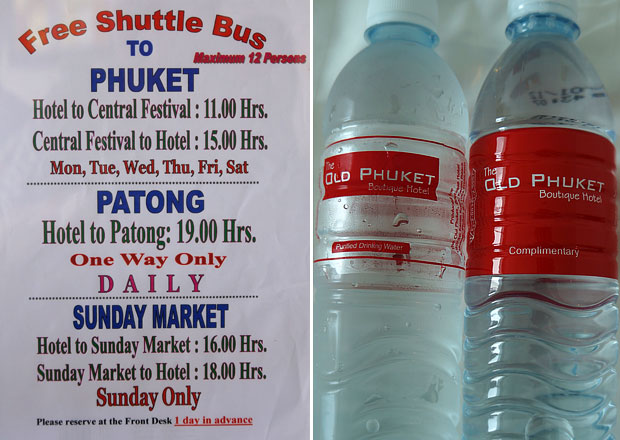 Free Shuttle Bus
TO
Maximum 12 Persons
PHUKET
Hotel to Central Festival : 11.00 Hrs.
Central Festival to Hotel : 15.00 Hrs.
Mon, Tue, Wed, Thu, Fri, Sat
PATONG
Hotel to Patong: 19.00 Hrs.
One Way Only
DAILY
SUNDAY MARKET
Hotel to Sunday Market : 16.00 Hrs.
Sunday Market to Hotel : 18.00 Hrs.
Sunday Only
Please reserve at the Front Desk 1 day in advance
The
OLD PHUKET
Boutique Hotel
Purified Drinking Water
The
OLD PHUKET
Boutique Hotel
Complimentary